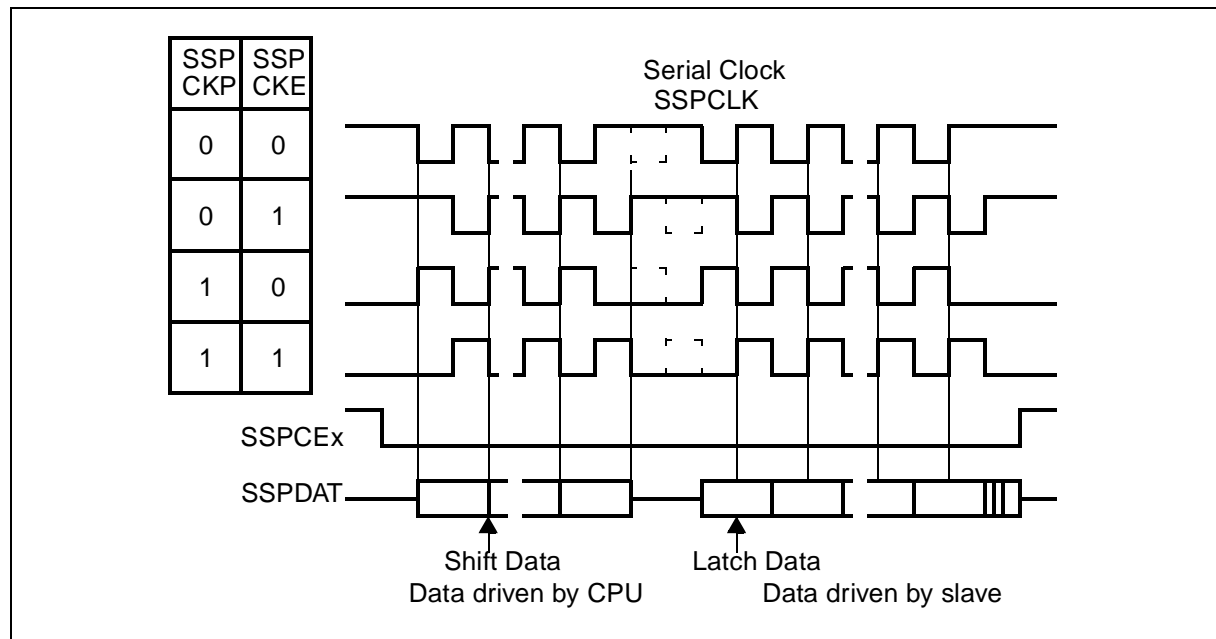 SSP CKP SSP CKE
0 0
0 1
1 0
1 1
Serial Clock
SSPCLK
SSPCEx
SSPDAT
Shift Data
Data driven by CPU
Latch Data
Data driven by slave